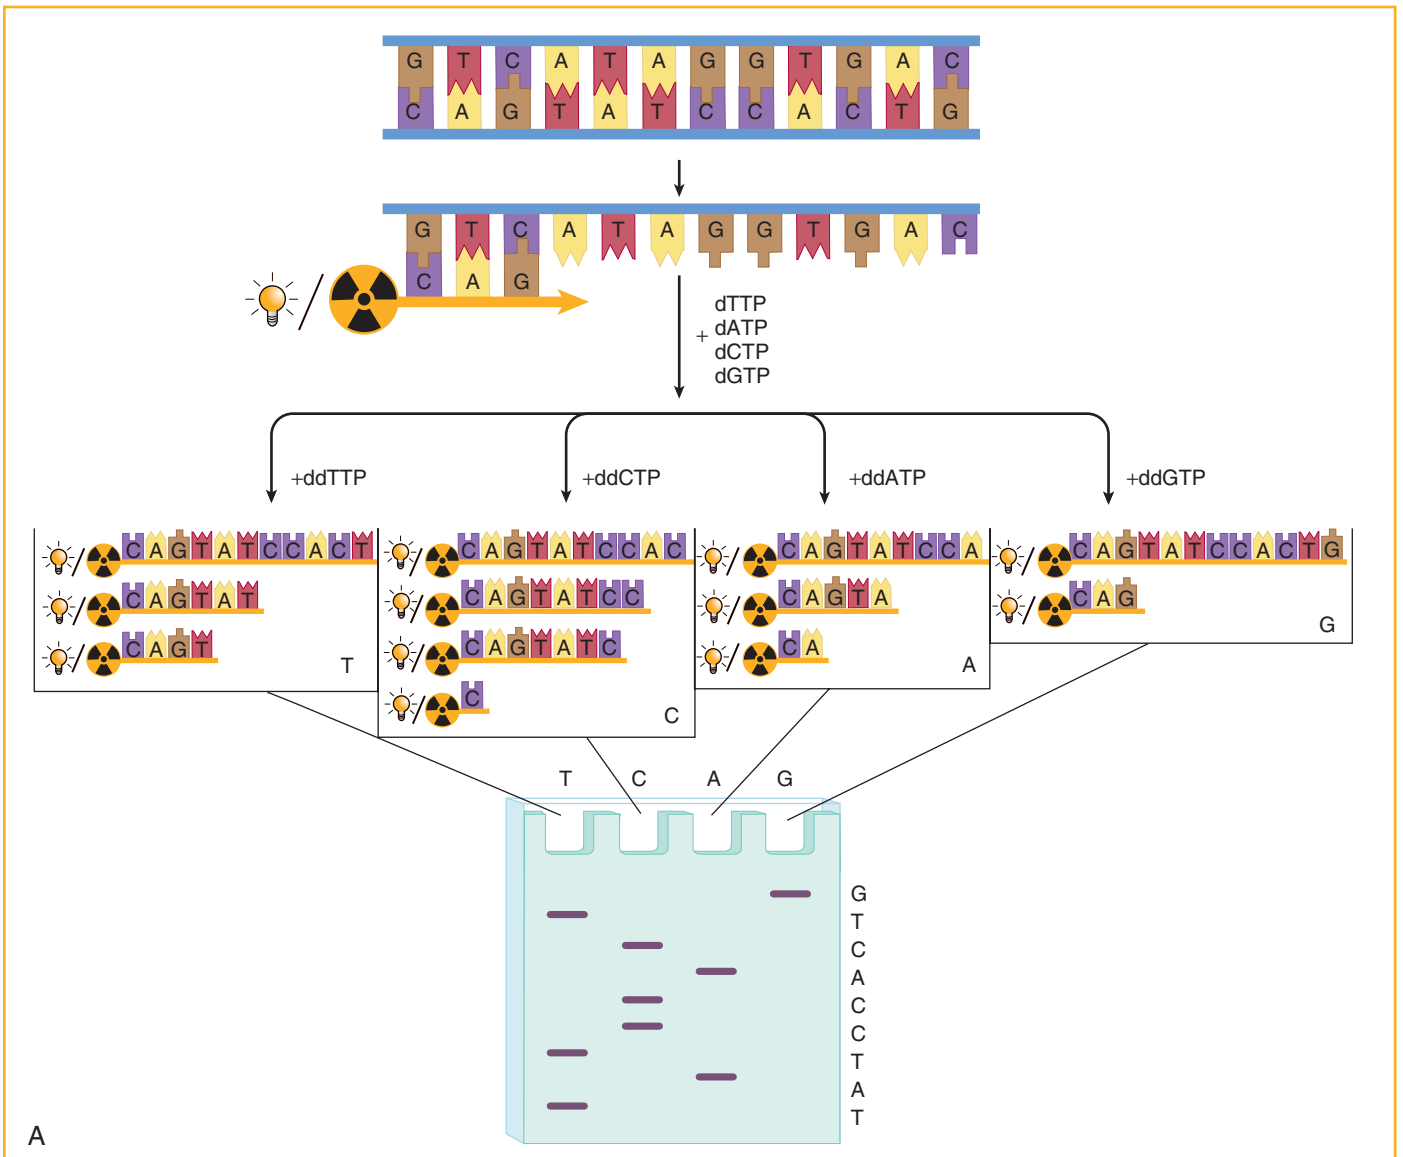 G T C A T A G G T G A C
C A G T A T C C A C T G
G T C A T A G G T G A C
C A G
+ dTTP
dATP
dCTP
dGTP
+ddTTP
+ddCTP
+ddATP
+ddGTP
C A G T A T C C A C T
C A G T A T
C A G T
T
C A G T A T C C A C
C A G T A T C C
C A G T A T C
C
C
C A G T A T C C A
C A G T A
C A
A
C A G T A T C C A C T G
C A G
G
T C A G
G
T
C
A
C
C
T
A
T
A